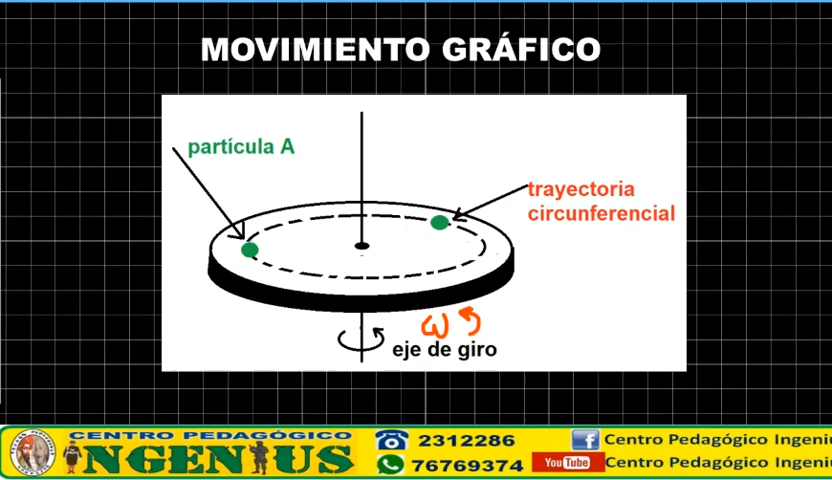 MOVIMIENTO GRÁFICO
partícula A
trayectoria
circunferencial
ω
eje de giro
CENTRO PEDAGÓGICO
INGENIUS
2312286
76769374
f Centro Pedagógico Ingeni
YouTube Centro Pedagógico Ingeniu